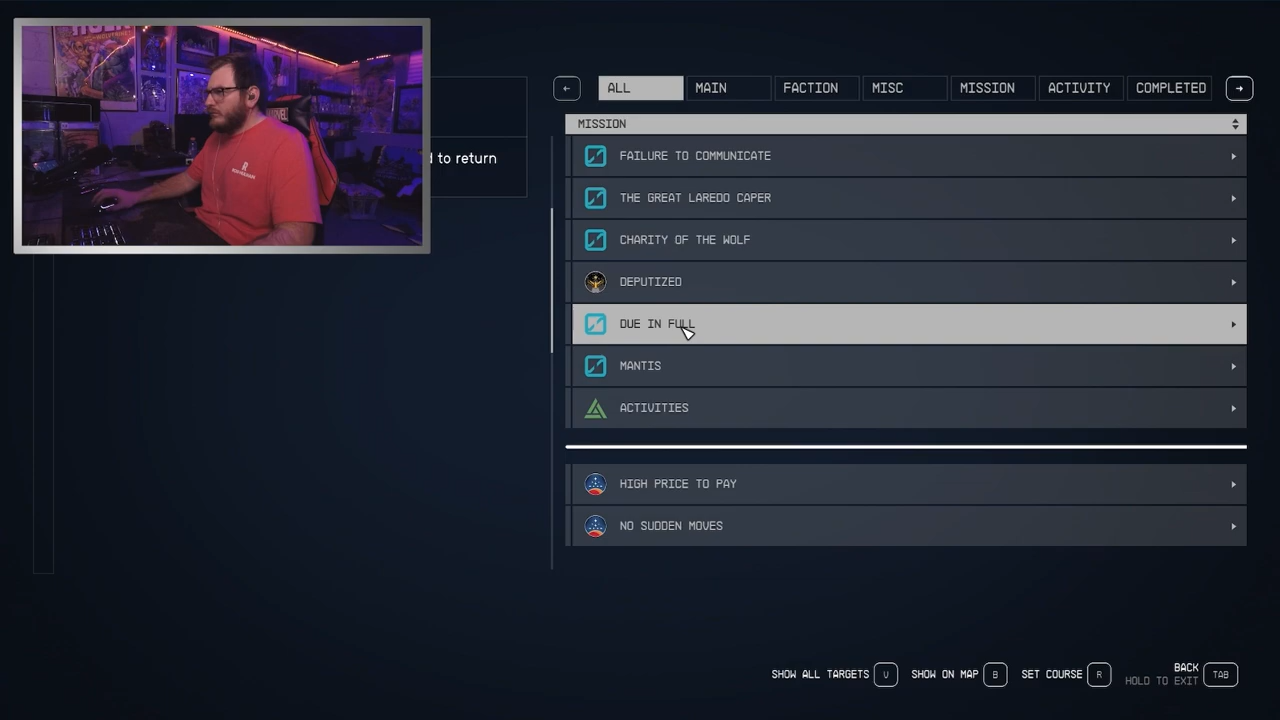 d to return
ALL
MAIN
FACTION
MISC
MISSION
ACTIVITY
COMPLETED
MISSION
FAILURE TO COMMUNICATE
THE GREAT LAREDO CAPER
CHARITY OF THE WOLF
DEPUTIZED
DUE IN FULL
MANTIS
ACTIVITIES
HIGH PRICE TO PAY
NO SUDDEN MOVES
SHOW ALL TARGETS V
SHOW ON MAP B
SET COURSE R
BACK
HOLD TO EXIT
TAB